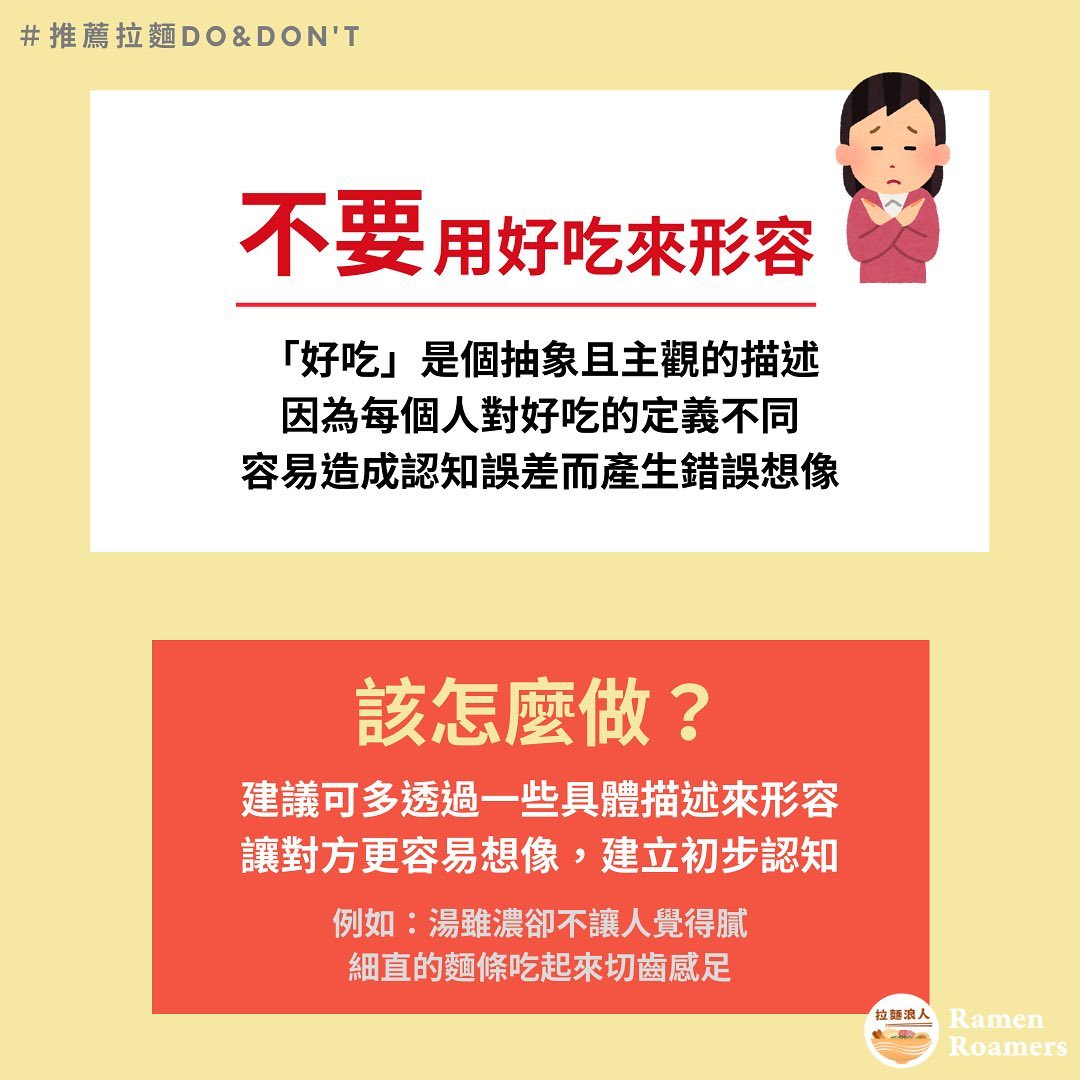 #推薦拉麵DO&DON'T
不要用好吃來形容
「好吃」是個抽象且主觀的描述
因為每個人對好吃的定義不同
容易造成認知誤差而產生錯誤想像
該怎麼做？
建議可多透過一些具體描述來形容
讓對方更容易想像，建立初步認知
例如：湯雖濃卻不讓人覺得膩
細直的麵條吃起來切齒感足
拉麵浪人
Ramen
Roamers